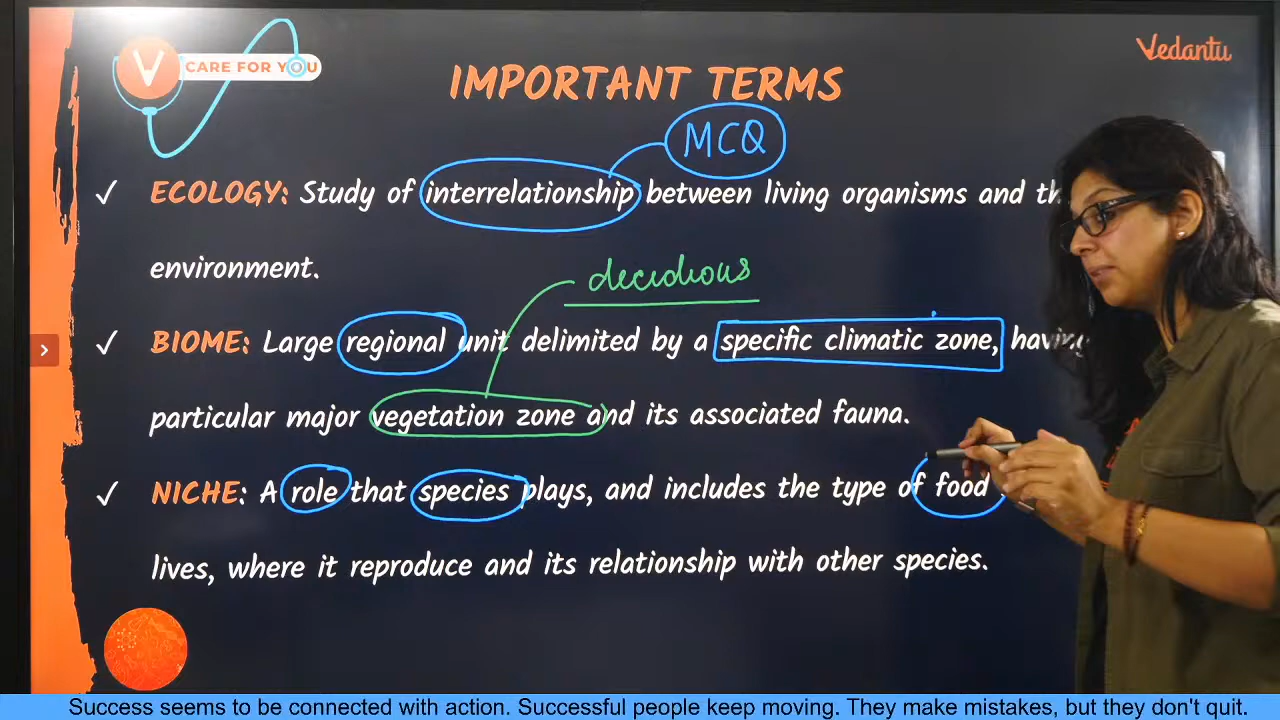 V CARE FOR YOU
Vedantu
IMPORTANT TERMS
MCQ
✓ ECOLOGY: Study of interrelationship between living organisms and
environment.
decidious
✓ BIOME: Large regional unit delimited by a specific climatic zone, having
particular major vegetation zone and its associated fauna.
✓ NICHE: A role that species plays, and includes the type of food
lives, where it reproduce and its relationship with other species.
Success seems to be connected with action. Successful people keep moving. They make mistakes, but they don't quit.